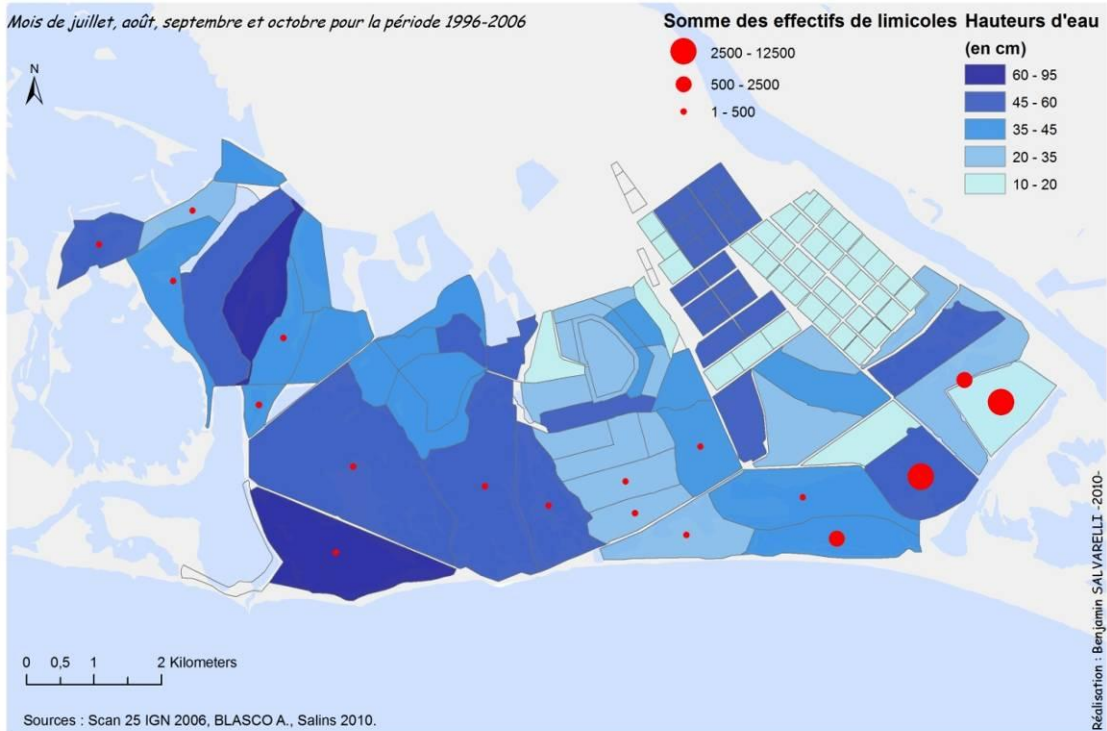 Mois de juillet, août, septembre et octobre pour la période 1996-2006
Somme des effectifs de limicoles
2500 - 12500
500 - 2500
1 - 500
Hauteurs d'eau
(en cm)
60 - 95
45 - 60
35 - 45
20 - 35
10 - 20
N
0 0,5 1 2 Kilometers
Sources : Scan 25 IGN 2006, BLASCO A., Salins 2010.
Réalisation : Benjamin SALVARELLI -2010-